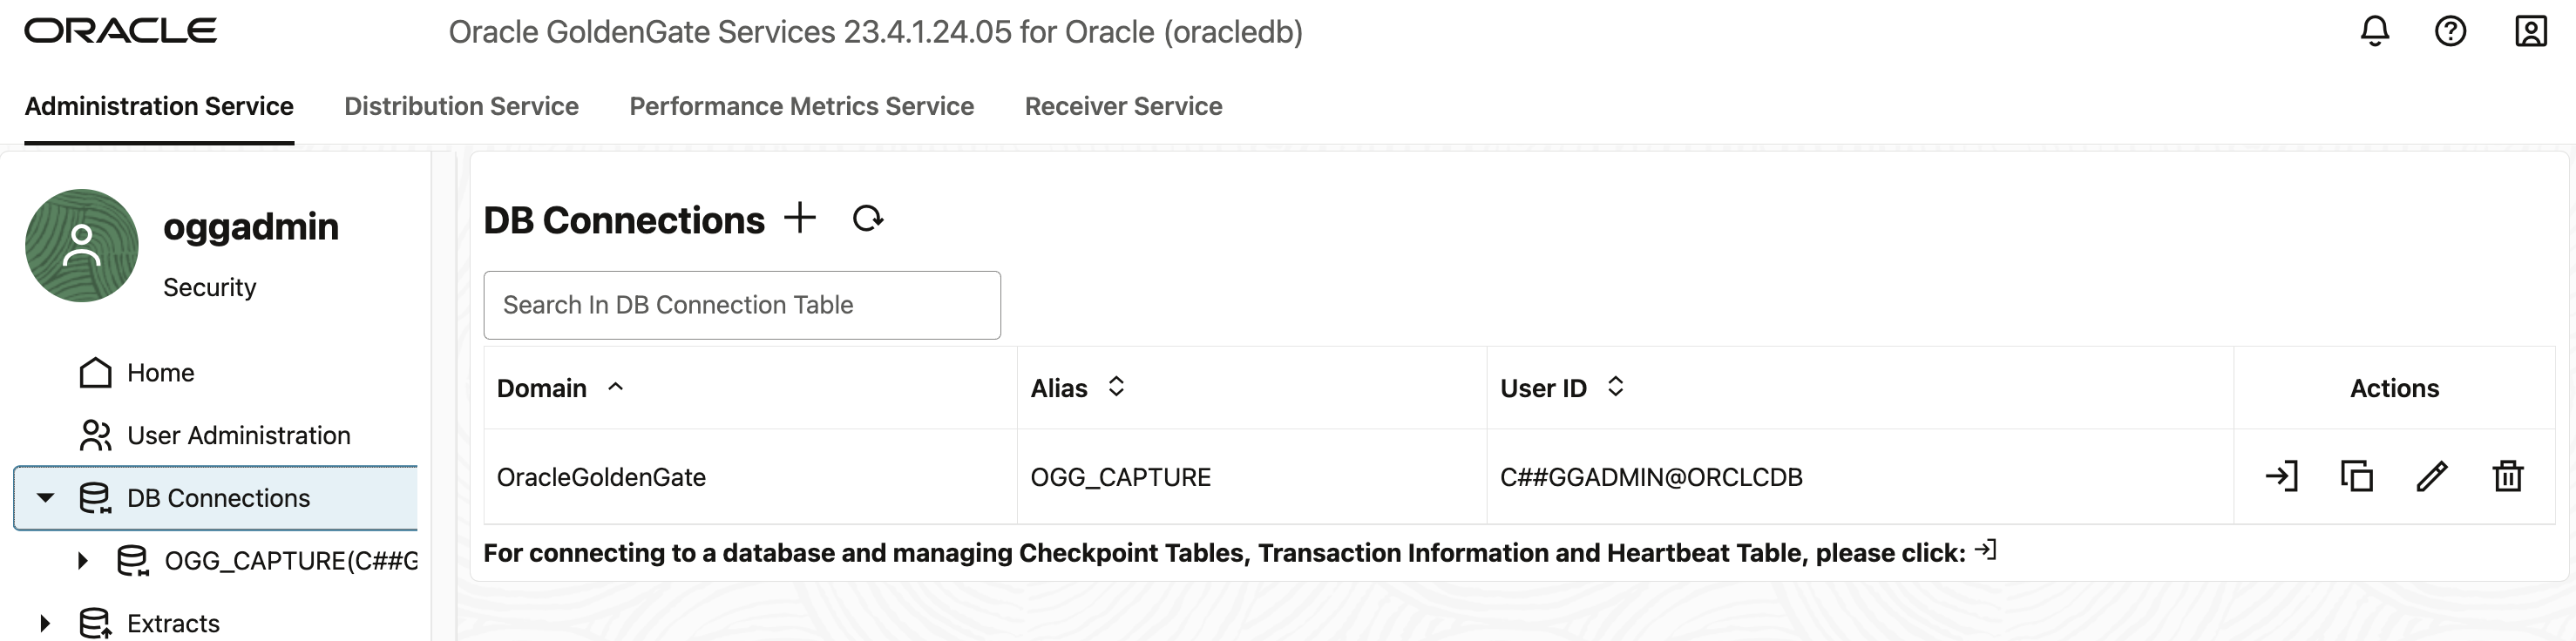 ORACLE
Oracle GoldenGate Services 23.4.1.24.05 for Oracle (oracledb)
Administration Service
Distribution Service
Performance Metrics Service
Receiver Service
oggadmin
Security
Home
User Administration
DB Connections
OGG_CAPTURE(C##G
Extracts
DB Connections
Search In DB Connection Table
Domain Alias User ID Actions
OracleGoldenGate OGG_CAPTURE C##GGADMIN@ORCLCDB
For connecting to a database and managing Checkpoint Tables, Transaction Information and Heartbeat Table, please click: